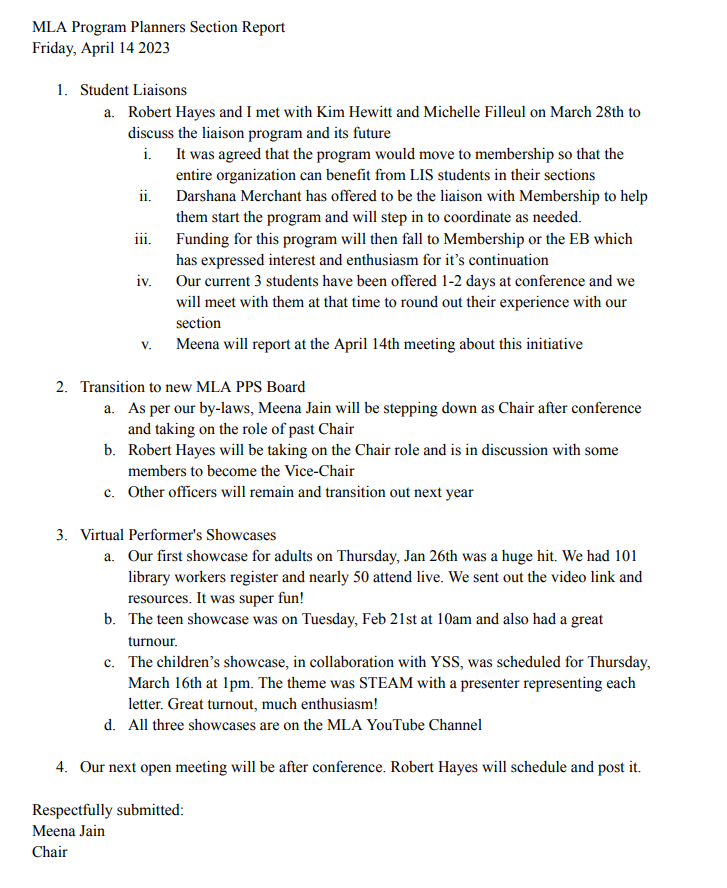 MLA Program Planners Section Report
Friday, April 14 2023
1. Student Liaisons
a. Robert Hayes and I met with Kim Hewitt and Michelle Filleul on March 28th to
discuss the liaison program and its future
i. It was agreed that the program would move to membership so that the
entire organization can benefit from LIS students in their sections
ii. Darshana Merchant has offered to be the liaison with Membership to help
them start the program and will step in to coordinate as needed.
iii. Funding for this program will then fall to Membership or the EB which
has expressed interest and enthusiasm for it’s continuation
iv. Our current 3 students have been offered 1-2 days at conference and we
will meet with them at that time to round out their experience with our
section
v. Meena will report at the April 14th meeting about this initiative
2. Transition to new MLA PPS Board
a. As per our by-laws, Meena Jain will be stepping down as Chair after conference
and taking on the role of past Chair
b. Robert Hayes will be taking on the Chair role and is in discussion with some
members to become the Vice-Chair
c. Other officers will remain and transition out next year
3. Virtual Performer's Showcases
a. Our first showcase for adults on Thursday, Jan 26th was a huge hit. We had 101
library workers register and nearly 50 attend live. We sent out the video link and
resources. It was super fun!
b. The teen showcase was on Tuesday, Feb 21st at 10am and also had a great
turnour.
c. The children’s showcase, in collaboration with YSS, was scheduled for Thursday,
March 16th at 1pm. The theme was STEAM with a presenter representing each
letter. Great turnout, much enthusiasm!
d. All three showcases are on the MLA YouTube Channel
4. Our next open meeting will be after conference. Robert Hayes will schedule and post it.
Respectfully submitted:
Meena Jain
Chair